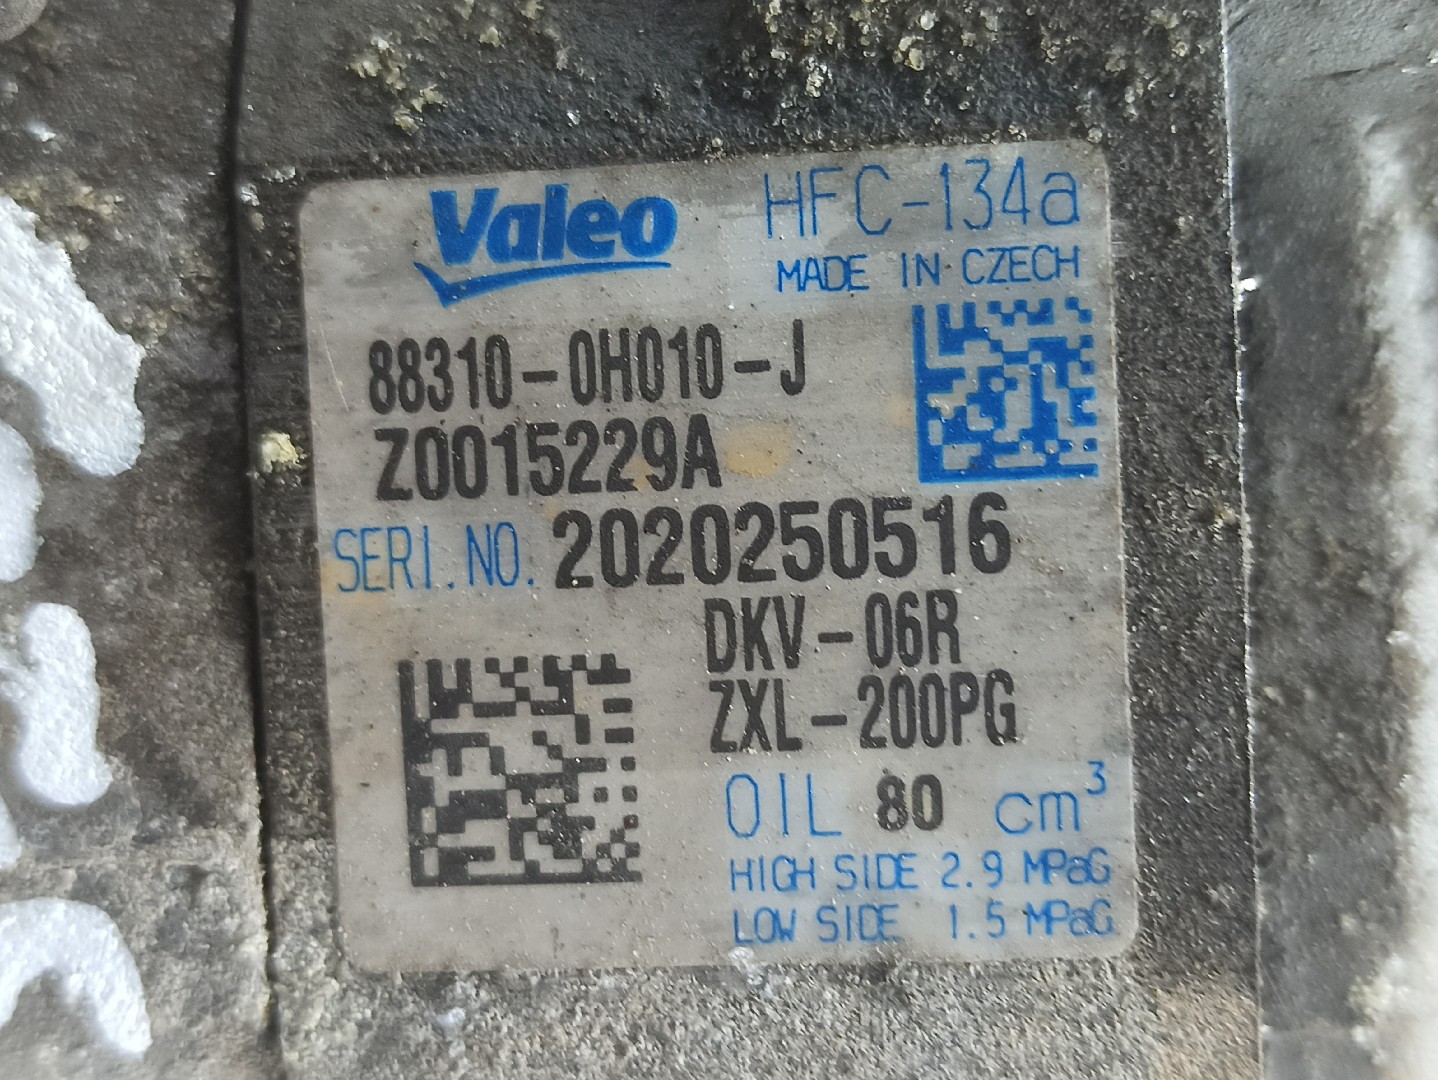 Valeo HFC-134a
MADE IN CZECH
88310-0H010-J
Z0015229A
SERI.NO. 2020250516
DKV-06R
ZXL-200PG
OIL 80 cm³
HIGH SIDE 2.9 MPaG
LOW SIDE 1.5 MPaG